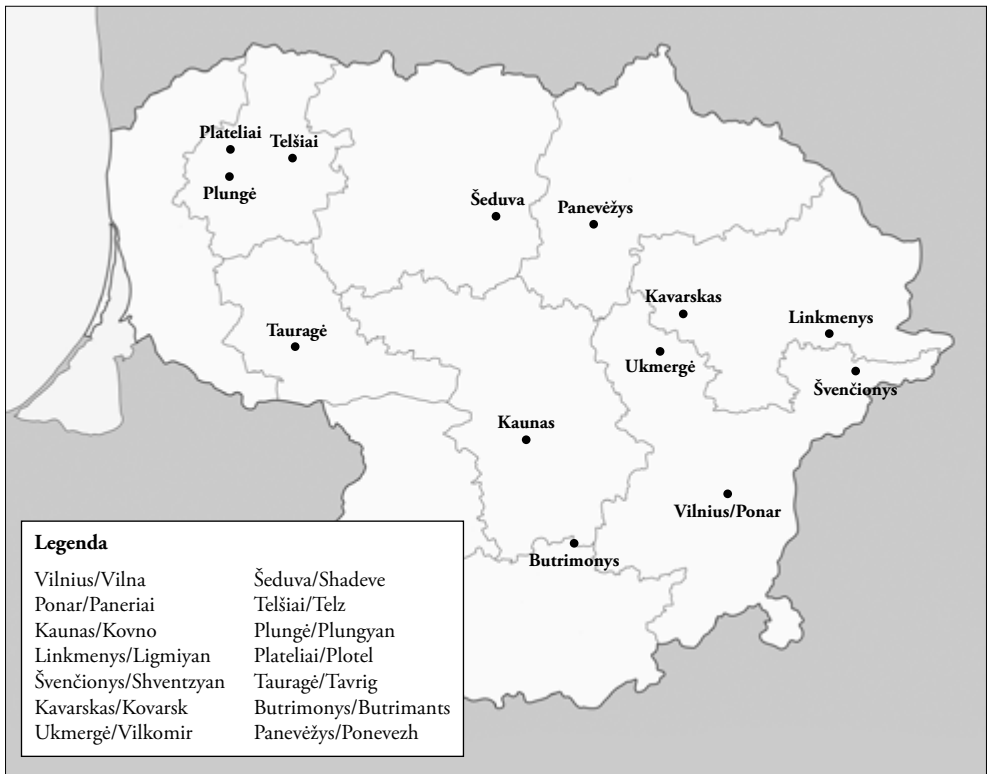 Plateliai
Telšiai
Plungė
Šeduva
Panevėžys
Kavarskas
Linkmenys
Tauragė
Ukmergė
Švenčionys
Kaunas
Vilnius/Ponar
Butrimonys
Legenda
Vilnius/Vilna
Ponar/Paneriai
Kaunas/Kovno
Linkmenys/Ligmiyan
Švenčionys/Shventzyan
Kavarskas/Kovarsk
Ukmergė/Vilkomir
Šeduva/Shadeve
Telšiai/Telz
Plungė/Plungyan
Plateliai/Plotel
Tauragė/Tavrig
Butrimonys/Butrimants
Panevėžys/Ponevezh